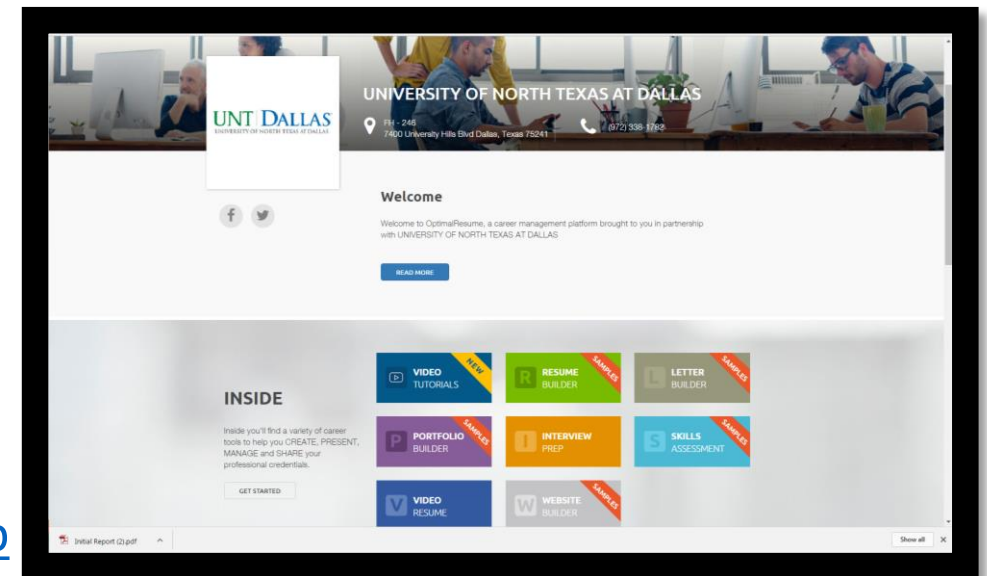 UNT DALLAS
UNIVERSITY OF NORTH TEXAS AT DALLAS
UNIVERSITY OF NORTH TEXAS AT DALLAS
FH - 246
7400 University Hills Blvd Dallas, Texas 75241
(972) 338-1783
Welcome
Welcome to OptimalResume, a career management platform brought to you in partnership
with UNIVERSITY OF NORTH TEXAS AT DALLAS
READ MORE
INSIDE
Inside you'll find a variety of career
tools to help you CREATE, PRESENT,
MANAGE and SHARE your
professional credentials.
GET STARTED
VIDEO
TUTORIALS
NEW
R
RESUME
BUILDER
SAMPLES
L
LETTER
BUILDER
SAMPLES
P
PORTFOLIO
BUILDER
SAMPLES
I
INTERVIEW
PREP
S
SKILLS
ASSESSMENT
SAMPLES
V
VIDEO
RESUME
W
WEBSITE
BUILDER
SAMPLES
Initial Report (2).pdf
Show all